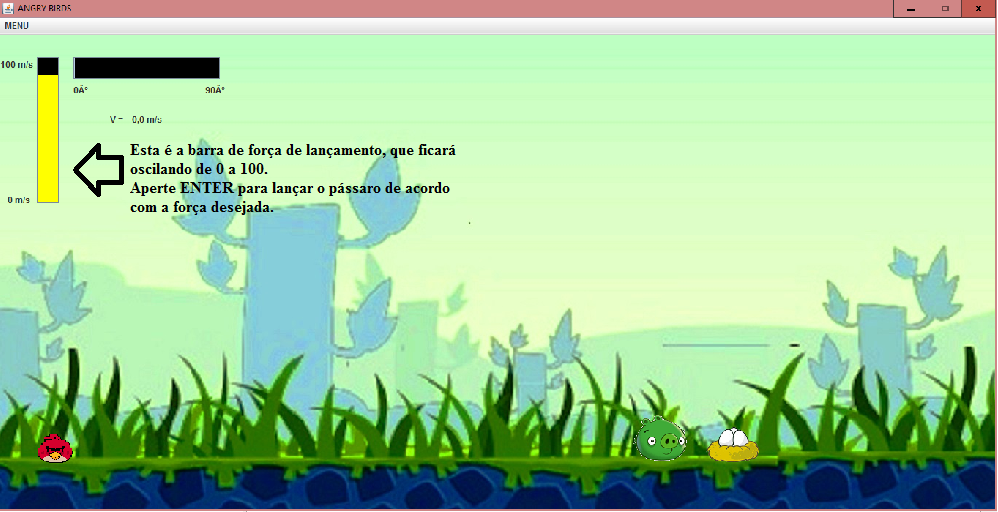 ANGRY BIRDS
MENU
100 m/s
0Â°
90Â°
V = 0,0 m/s
Esta é a barra de força de lançamento, que ficará
oscilando de 0 a 100.
Aperte ENTER para lançar o pássaro de acordo
com a força desejada.
0 m/s